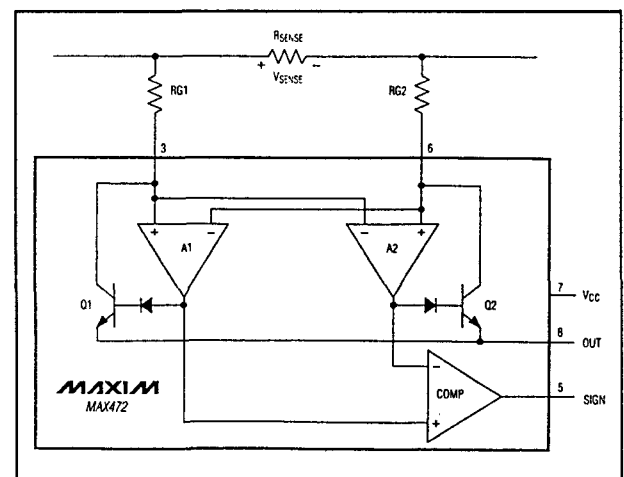 RSENSE
+ VSENSE -
RG1
RG2
3
6
+ - A1
- + A2
Q1
Q2
7 VCC
8 OUT
- + COMP
5 SIGN
MAXIM
MAX472